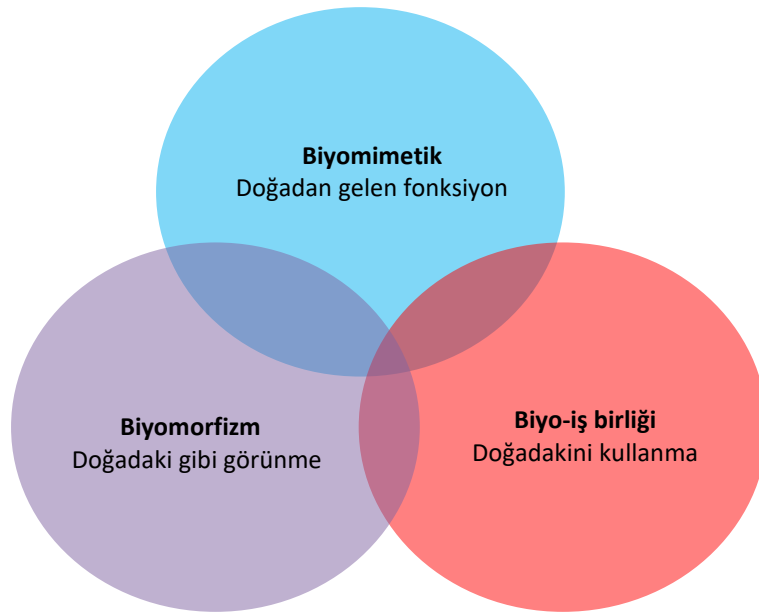 Biyomimetik
Doğadan gelen fonksiyon
Biyomorfizm
Doğadaki gibi görünme
Biyo-iş birliği
Doğadakini kullanma